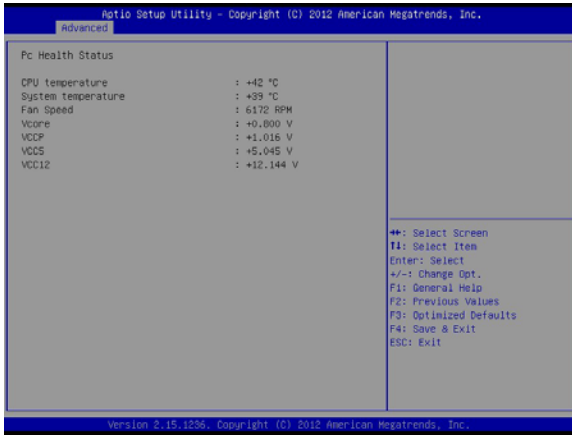 Aptio Setup Utility - Copyright (C) 2012 American Megatrends, Inc.
Advanced
Pc Health Status
CPU temperature : +42 °C
System temperature : +39 °C
Fan Speed : 6172 RPM
Vcore : +0.800 V
VCCP : +1.016 V
VCC5 : +5.045 V
VCC12 : +12.144 V
→←: Select Screen
↑↓: Select Item
Enter: Select
+/-: Change Opt.
F1: General Help
F2: Previous Values
F3: Optimized Defaults
F4: Save & Exit
ESC: Exit
Version 2.15.1236. Copyright (C) 2012 American Megatrends, Inc.